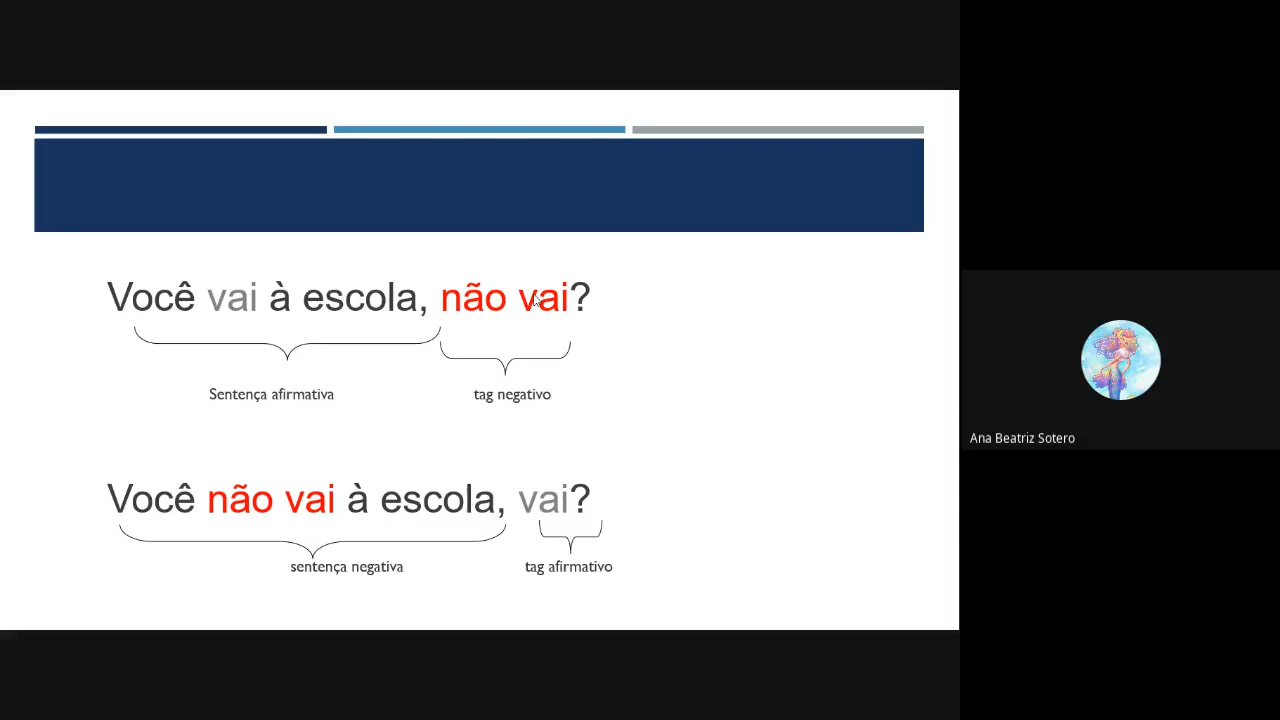 Você vai à escola, não vai?
Sentença afirmativa
tag negativo
Você não vai à escola, vai?
sentença negativa
tag afirmativo
Ana Beatriz Sotero